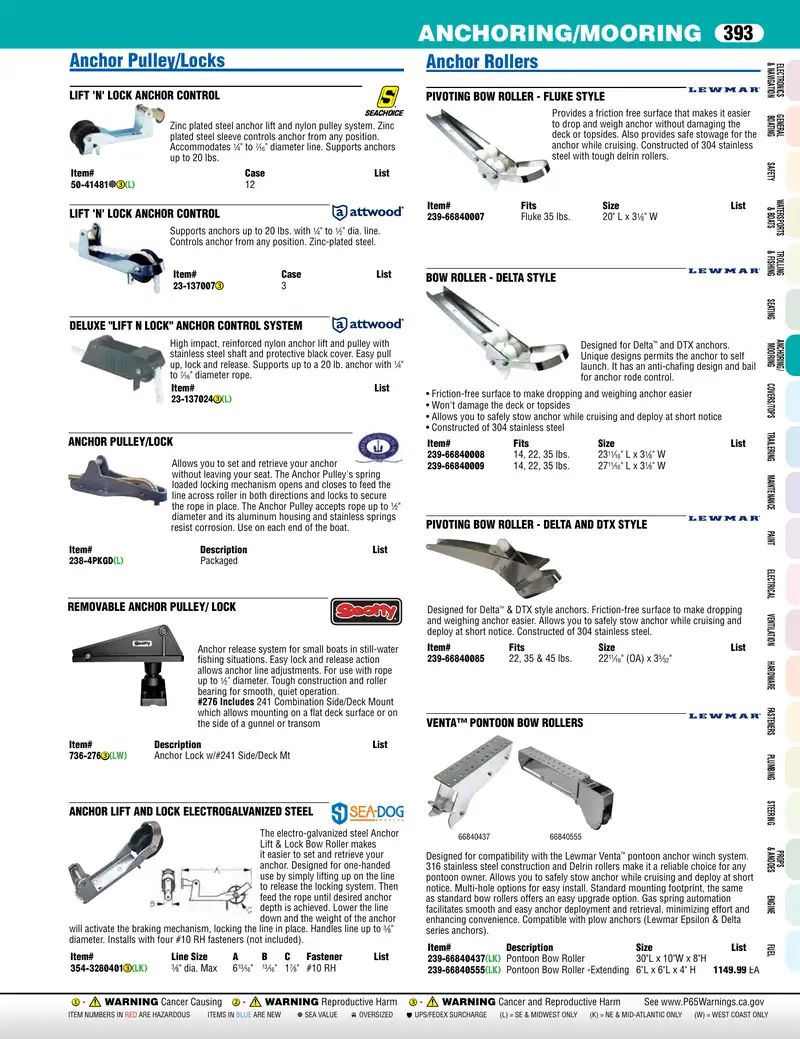 ANCHORING/MOORING 393
Anchor Pulley/Locks
LIFT 'N' LOCK ANCHOR CONTROL
SEACHOICE
Zinc plated steel anchor lift and nylon pulley system. Zinc
plated steel sleeve controls anchor from any position.
Accommodates ¼" to 7⁄16" diameter line. Supports anchors
up to 20 lbs.
Item# Case List
50-41481 3 (L) 12
LIFT 'N' LOCK ANCHOR CONTROL
attwood
Supports anchors up to 20 lbs. with ¼" to ½" dia. line.
Controls anchor from any position. Zinc-plated steel.
Item# Case List
23-137007 3 3
DELUXE "LIFT N LOCK" ANCHOR CONTROL SYSTEM
attwood
High impact, reinforced nylon anchor lift and pulley with
stainless steel shaft and protective black cover. Easy pull
up, lock and release. Supports up to a 20 lb. anchor with ¼"
to 7⁄16" diameter rope.
Item# List
23-137024 3 (L)
ANCHOR PULLEY/LOCK
Allows you to set and retrieve your anchor
without leaving your seat. The Anchor Pulley's spring
loaded locking mechanism opens and closes to feed the
line across roller in both directions and locks to secure
the rope in place. The Anchor Pulley accepts rope up to ½"
diameter and its aluminum housing and stainless springs
resist corrosion. Use on each end of the boat.
Item# Description List
238-4PKGD(L) Packaged
REMOVABLE ANCHOR PULLEY/ LOCK
Scotty
Anchor release system for small boats in still-water
fishing situations. Easy lock and release action
allows anchor line adjustments. For use with rope
up to ½" diameter. Tough construction and roller
bearing for smooth, quiet operation.
#276 Includes 241 Combination Side/Deck Mount
which allows mounting on a flat deck surface or on
the side of a gunnel or transom
Item# Description List
736-276 3 (LW) Anchor Lock w/#241 Side/Deck Mt
ANCHOR LIFT AND LOCK ELECTROGALVANIZED STEEL
SEA-DOG
The electro-galvanized steel Anchor
Lift & Lock Bow Roller makes
it easier to set and retrieve your
anchor. Designed for one-handed
use by simply lifting up on the line
to release the locking system. Then
feed the rope until desired anchor
depth is achieved. Lower the line
down and the weight of the anchor
will activate the braking mechanism, locking the line in place. Handles line up to ⅜"
diameter. Installs with four #10 RH fasteners (not included).
A
B
C
Item# Line Size A B C Fastener List
354-3280401 3 (LK) ⅜" dia. Max 6 13⁄16" 13⁄16" 1⅞" #10 RH
Anchor Rollers
PIVOTING BOW ROLLER - FLUKE STYLE
LEWMAR
Provides a friction free surface that makes it easier
to drop and weigh anchor without damaging the
deck or topsides. Also provides safe stowage for the
anchor while cruising. Constructed of 304 stainless
steel with tough delrin rollers.
Item# Fits Size List
239-66840007 Fluke 35 lbs. 20" L x 3⅛" W
BOW ROLLER - DELTA STYLE
LEWMAR
Designed for Delta™ and DTX anchors.
Unique designs permits the anchor to self
launch. It has an anti-chafing design and bail
for anchor rode control.
• Friction-free surface to make dropping and weighing anchor easier
• Won't damage the deck or topsides
• Allows you to safely stow anchor while cruising and deploy at short notice
• Constructed of 304 stainless steel
Item# Fits Size List
239-66840008 14, 22, 35 lbs. 23 11⁄16" L x 3⅛" W
239-66840009 14, 22, 35 lbs. 27 11⁄16" L x 3⅛" W
PIVOTING BOW ROLLER - DELTA AND DTX STYLE
LEWMAR
Designed for Delta™ & DTX style anchors. Friction-free surface to make dropping
and weighing anchor easier. Allows you to safely stow anchor while cruising and
deploy at short notice. Constructed of 304 stainless steel.
Item# Fits Size List
239-66840085 22, 35 & 45 lbs. 22 11⁄16" (OA) x 3 5⁄32"
VENTA™ PONTOON BOW ROLLERS
LEWMAR
66840437 66840555
Designed for compatibility with the Lewmar Venta™ pontoon anchor winch system.
316 stainless steel construction and Delrin rollers make it a reliable choice for any
pontoon owner. Allows you to safely stow anchor while cruising and deploy at short
notice. Multi-hole options for easy install. Standard mounting footprint, the same
as standard bow rollers offers an easy upgrade option. Gas spring automation
facilitates smooth and easy anchor deployment and retrieval, minimizing effort and
enhancing convenience. Compatible with plow anchors (Lewmar Epsilon & Delta
series anchors).
Item# Description Size List
239-66840437(LK) Pontoon Bow Roller 30"L x 10"W x 8"H
239-66840555(LK) Pontoon Bow Roller -Extending 6"L x 6"L x 4" H 1149.99 EA
ELECTRONICS
& NAVIGATION
GENERAL
BOATING
SAFETY
WATERSPORTS
& BOATS
TROLLING
& FISHING
SEATING
ANCHORING/
MOORING
COVERS/TOPS
TRAILERING
MAINTENANCE
PAINT
ELECTRICAL
VENTILATION
HARDWARE
FASTENERS
PLUMBING
STEERING
PROPS
& ANODES
ENGINE
FUEL
1 - WARNING Cancer Causing 2 - WARNING Reproductive Harm 3 - WARNING Cancer and Reproductive Harm See www.P65Warnings.ca.gov
ITEM NUMBERS IN RED ARE HAZARDOUS ITEMS IN BLUE ARE NEW SEA VALUE OVERSIZED UPS/FEDEX SURCHARGE (L) = SE & MIDWEST ONLY (K) = NE & MID-ATLANTIC ONLY (W) = WEST COAST ONLY